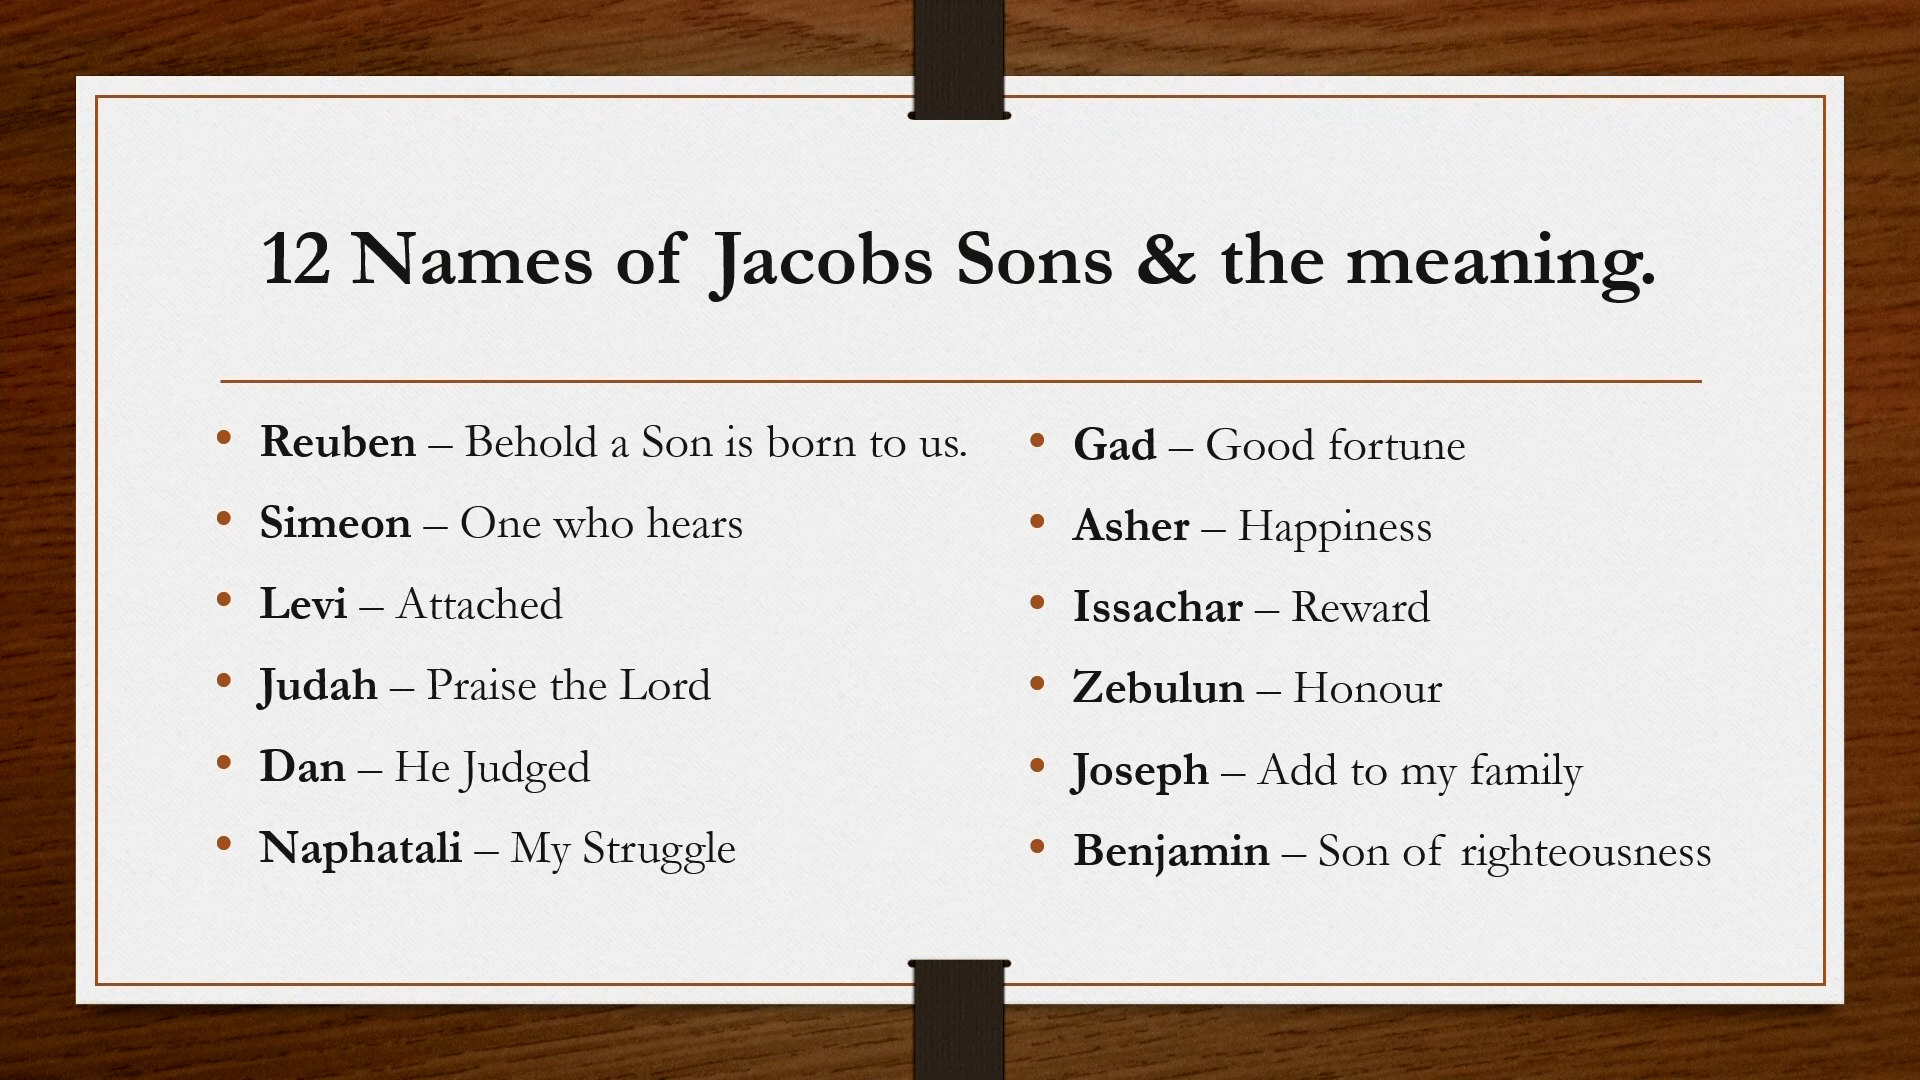 12 Names of Jacobs Sons & the meaning.
• Reuben – Behold a Son is born to us.
• Simeon – One who hears
• Levi – Attached
• Judah – Praise the Lord
• Dan – He Judged
• Naphatali – My Struggle
• Gad – Good fortune
• Asher – Happiness
• Issachar – Reward
• Zebulun – Honour
• Joseph – Add to my family
• Benjamin – Son of righteousness